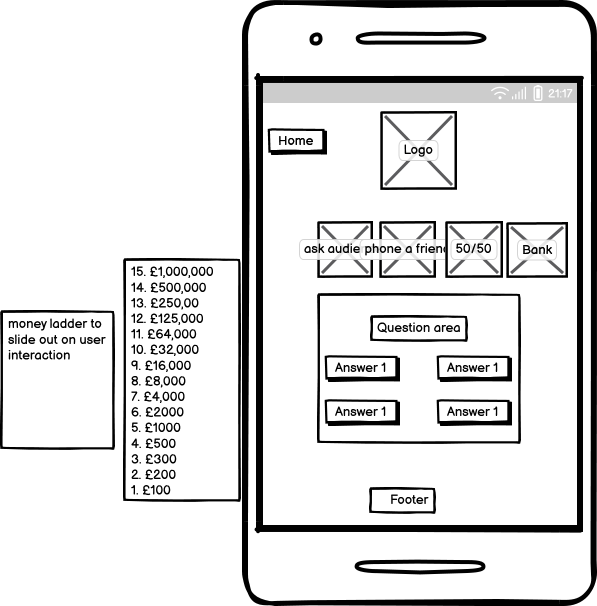 21:17
Home
Logo
ask audie
phone a frien
50/50
Bank
Question area
Answer 1
Answer 1
Answer 1
Answer 1
Footer
15. £1,000,000
14. £500,000
13. £250,00
12. £125,000
11. £64,000
10. £32,000
9. £16,000
8. £8,000
7. £4,000
6. £2000
5. £1000
4. £500
3. £300
2. £200
1. £100
money ladder to
slide out on user
interaction